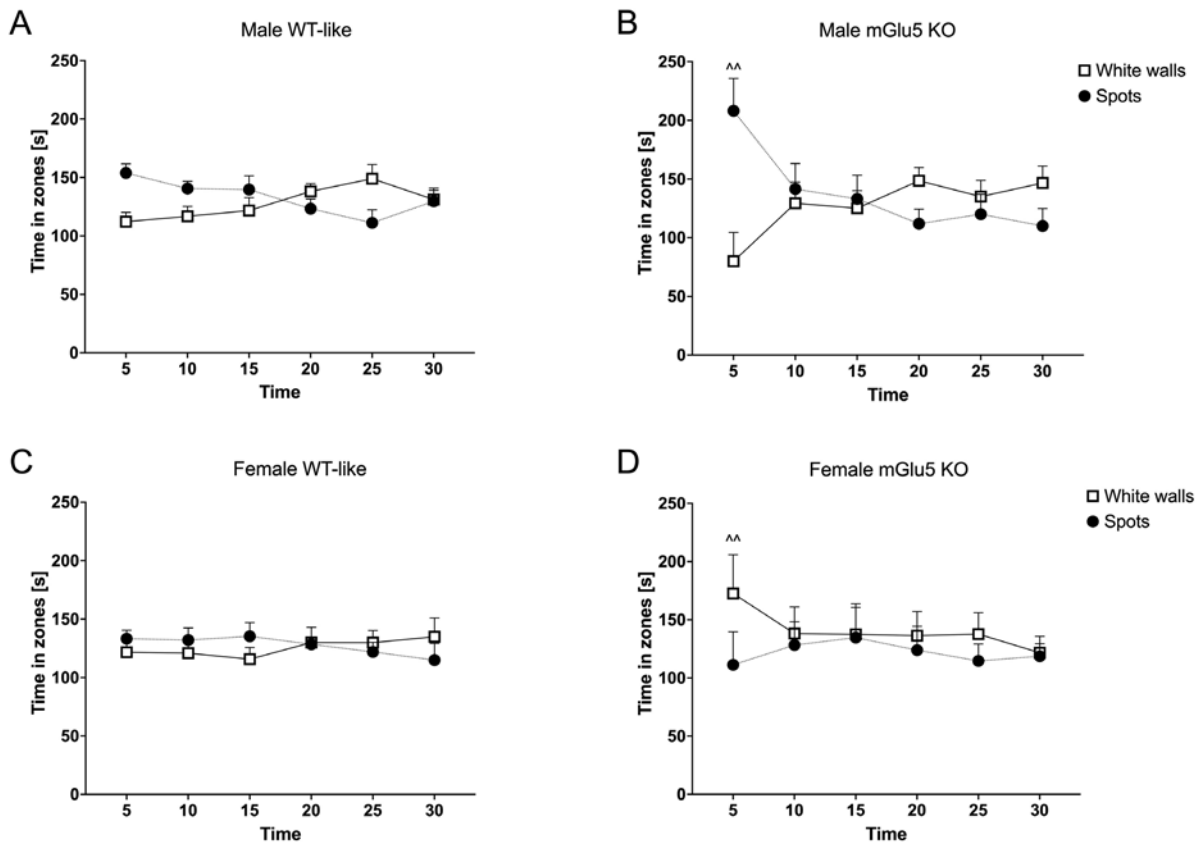 A
Male WT-like
250
200
150
100
50
0
Time in zones [s]
5 10 15 20 25 30
Time
B
Male mGlu5 KO
^^
White walls
Spots
250
200
150
100
50
0
Time in zones [s]
5 10 15 20 25 30
Time
C
Female WT-like
250
200
150
100
50
0
Time in zones [s]
5 10 15 20 25 30
Time
D
Female mGlu5 KO
^^
White walls
Spots
250
200
150
100
50
0
Time in zones [s]
5 10 15 20 25 30
Time